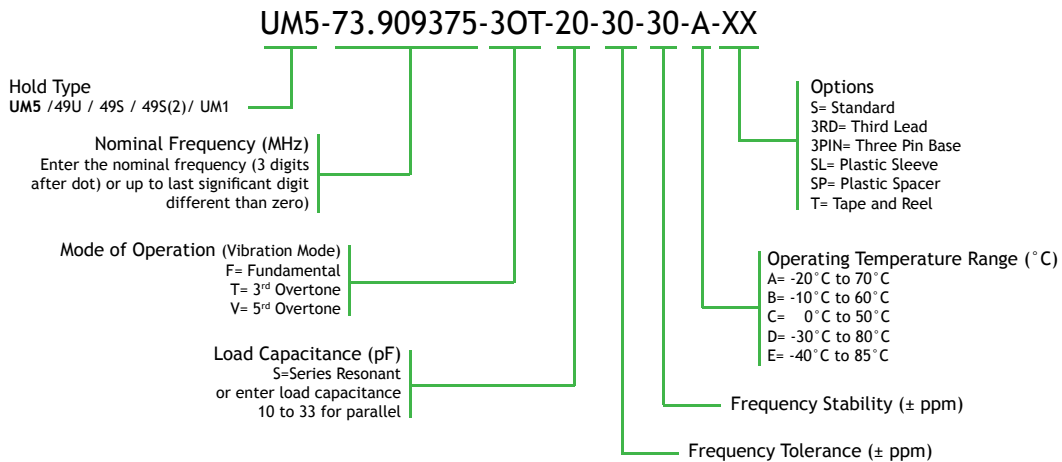 UM5-73.909375-3OT-20-30-30-A-XX
Hold Type
UM5 /49U / 49S / 49S(2)/ UM1
Nominal Frequency (MHz)
Enter the nominal frequency (3 digits
after dot) or up to last significant digit
different than zero)
Mode of Operation (Vibration Mode)
F= Fundamental
T= 3rd Overtone
V= 5rd Overtone
Load Capacitance (pF)
S=Series Resonant
or enter load capacitance
10 to 33 for parallel
Options
S= Standard
3RD= Third Lead
3PIN= Three Pin Base
SL= Plastic Sleeve
SP= Plastic Spacer
T= Tape and Reel
Operating Temperature Range (°C)
A= -20°C to 70°C
B= -10°C to 60°C
C= 0°C to 50°C
D= -30°C to 80°C
E= -40°C to 85°C
Frequency Stability (± ppm)
Frequency Tolerance (± ppm)